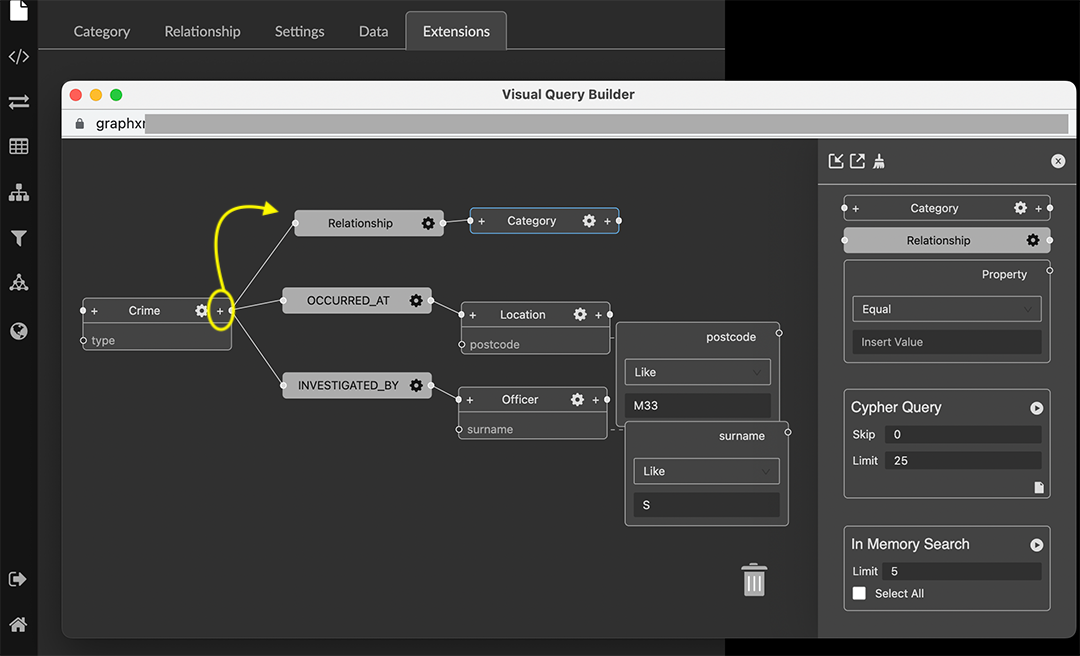 Category Relationship Settings Data Extensions
Visual Query Builder
graphxr
Relationship
Category
Crime
type
OCCURRED_AT
Location
postcode
INVESTIGATED_BY
Officer
surname
postcode
Like
M33
surname
Like
S
Category
Relationship
Property
Equal
Insert Value
Cypher Query
Skip 0
Limit 25
In Memory Search
Limit 5
Select All